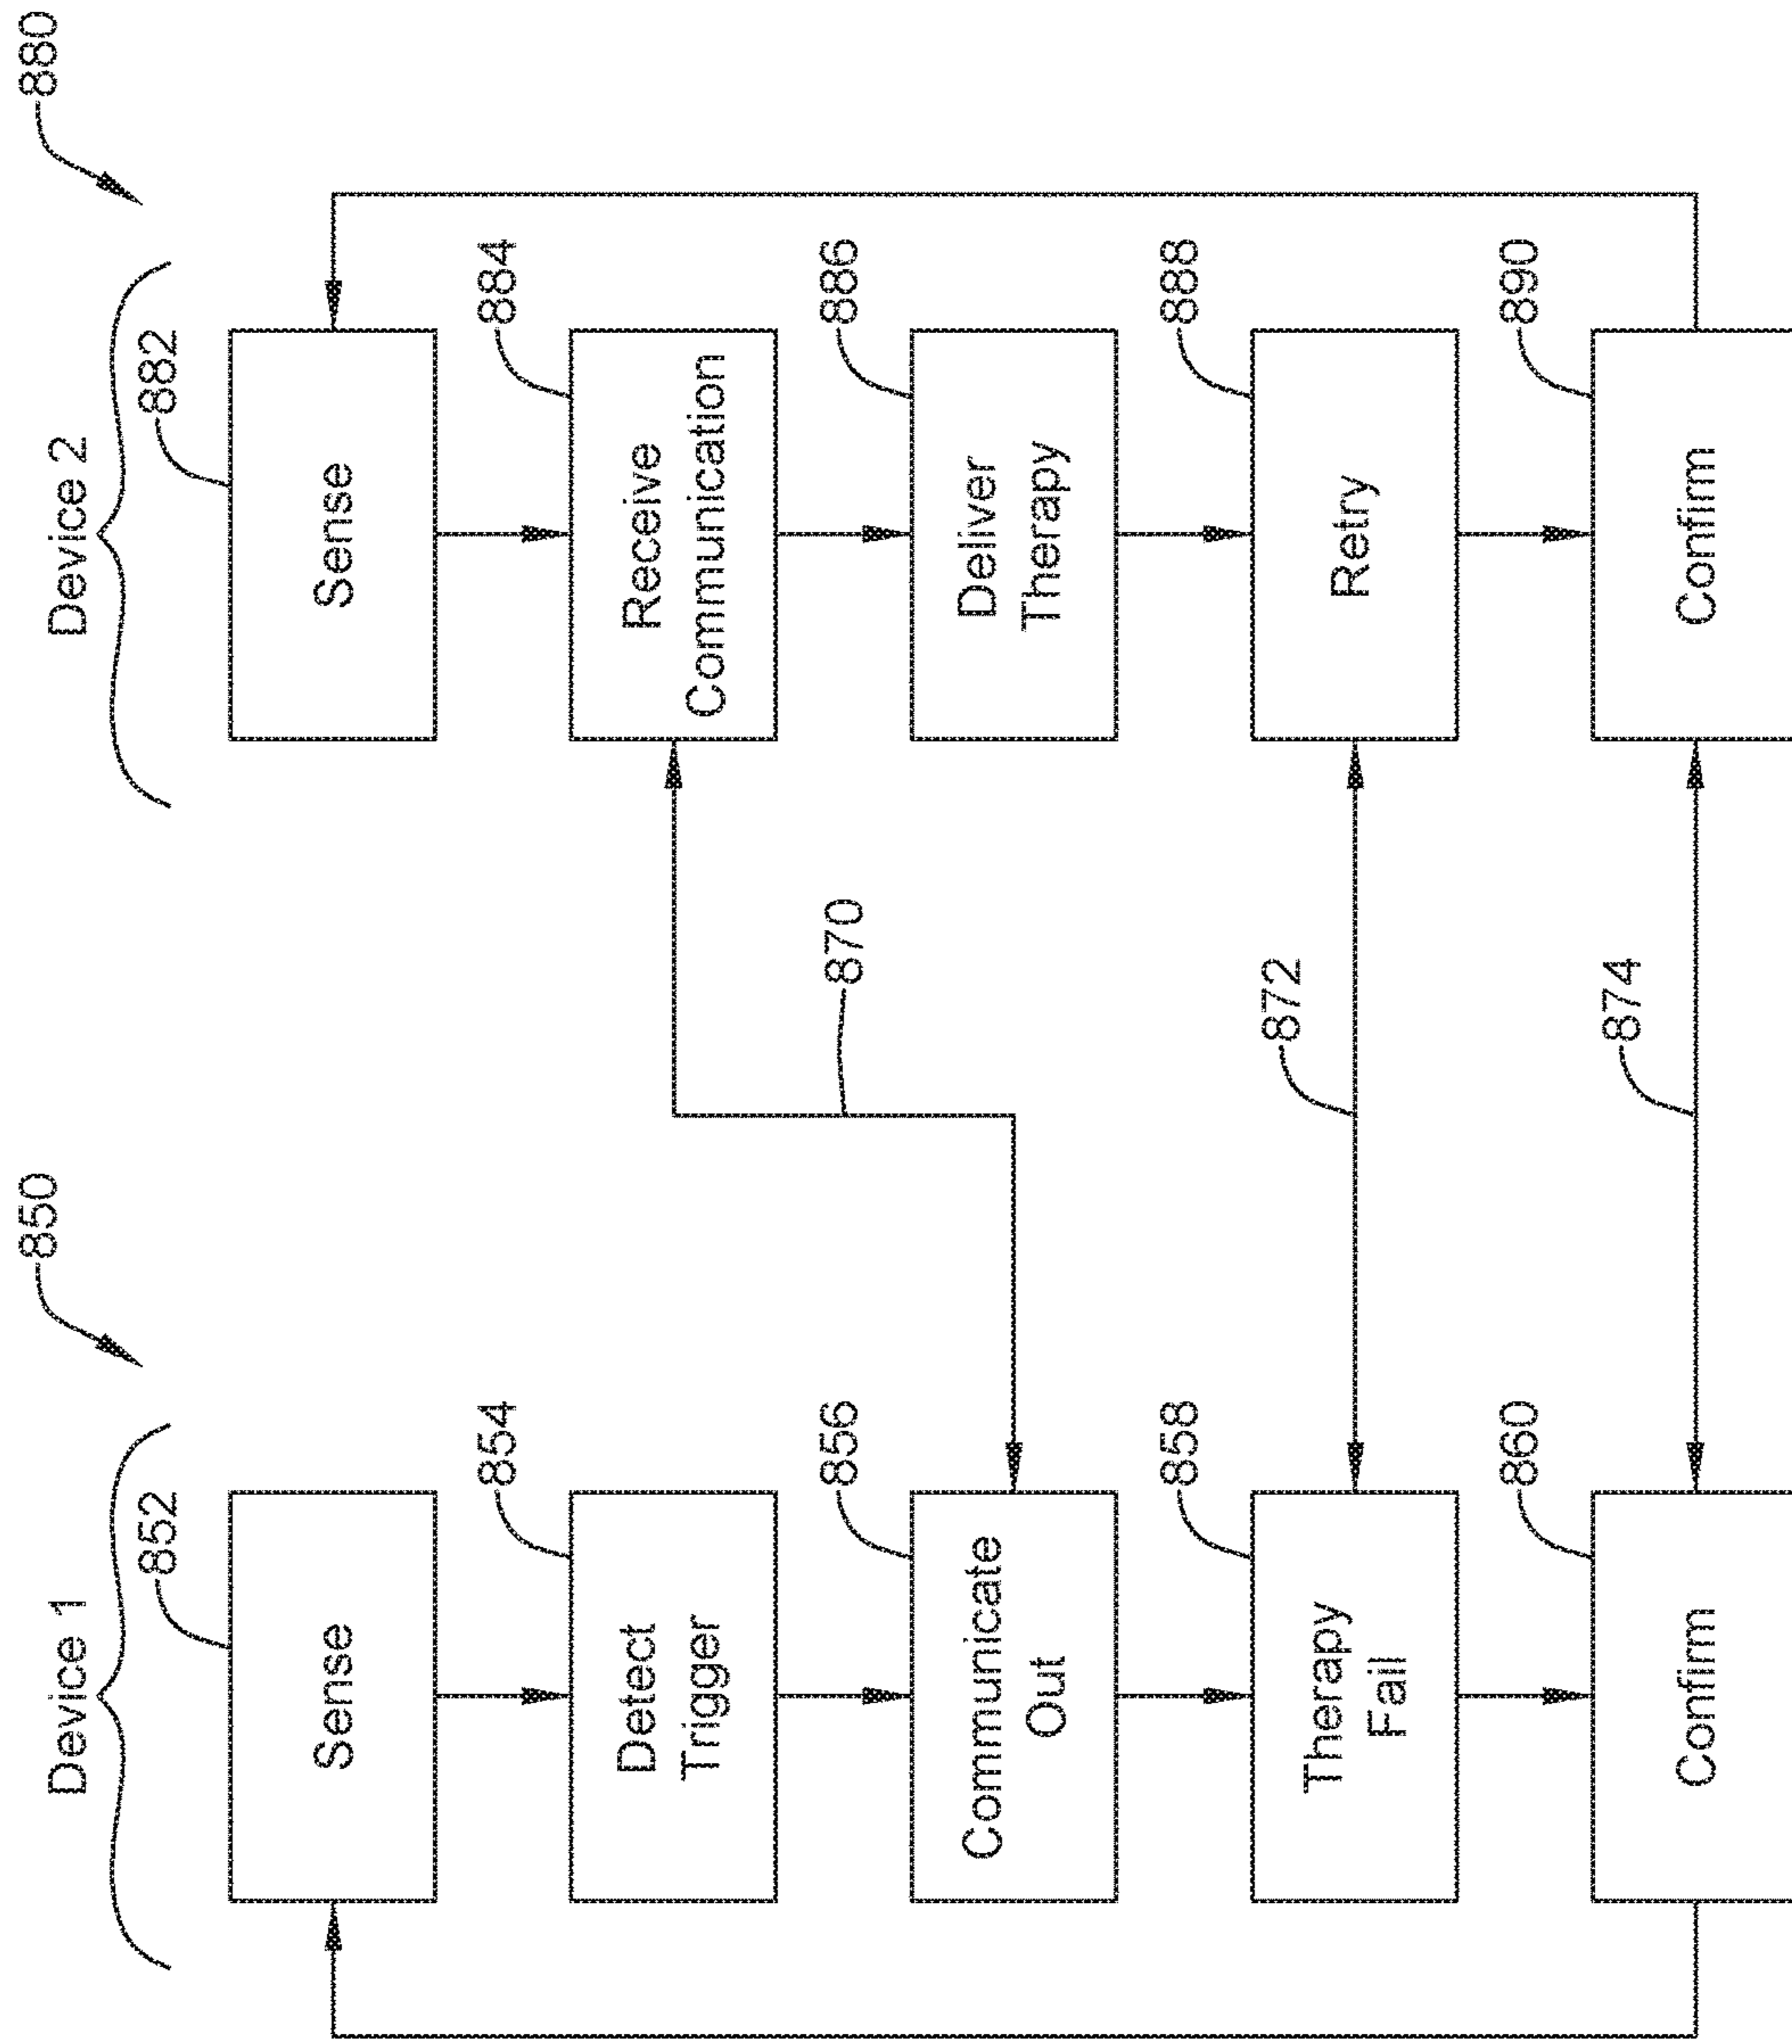 850
Device 1
852
Sense
854
Detect
Trigger
856
Communicate
Out
858
Therapy
Fail
860
Confirm
870
872
874
880
Device 2
882
Sense
884
Receive
Communication
886
Deliver
Therapy
888
Retry
890
Confirm